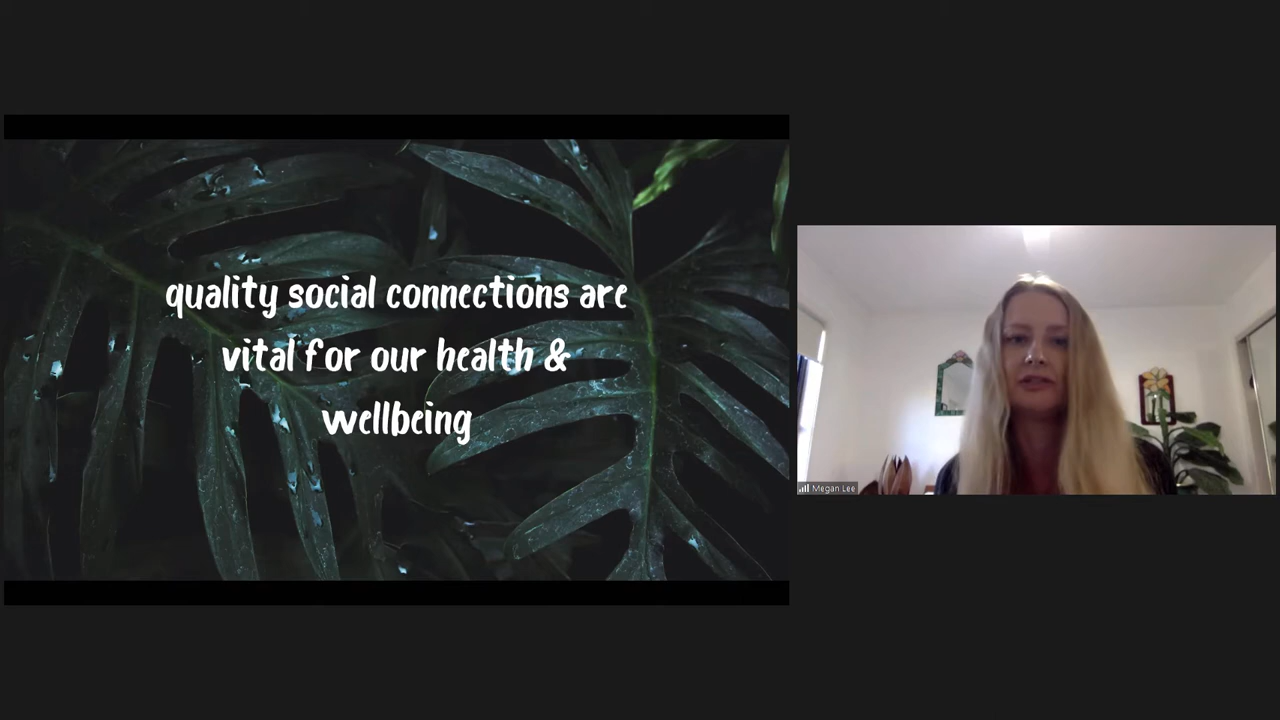 quality social connections are
vital for our health &
wellbeing
Megan Lee